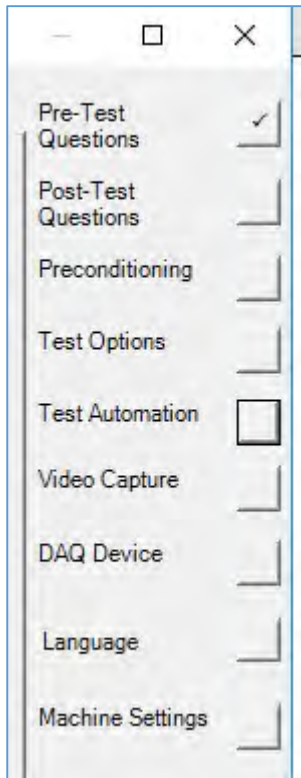 Pre-Test
Questions
Post-Test
Questions
Preconditioning
Test Options
Test Automation
Video Capture
DAQ Device
Language
Machine Settings